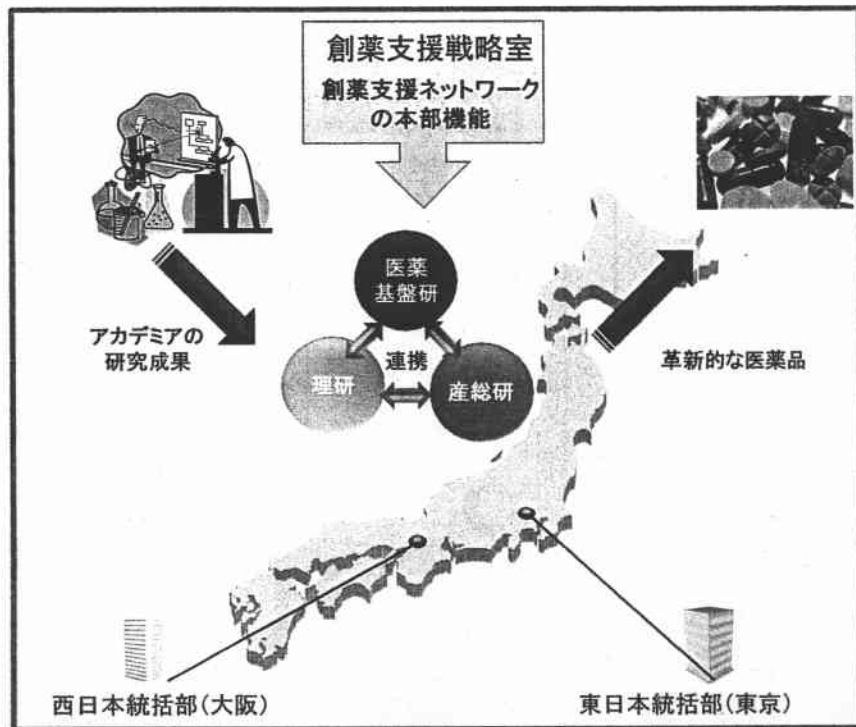 創薬支援戦略室
創薬支援ネットワーク
の本部機能
医薬
基盤研
連携
理研
産総研
アカデミアの
研究成果
革新的な医薬品
西日本統括部(大阪)
東日本統括部(東京)